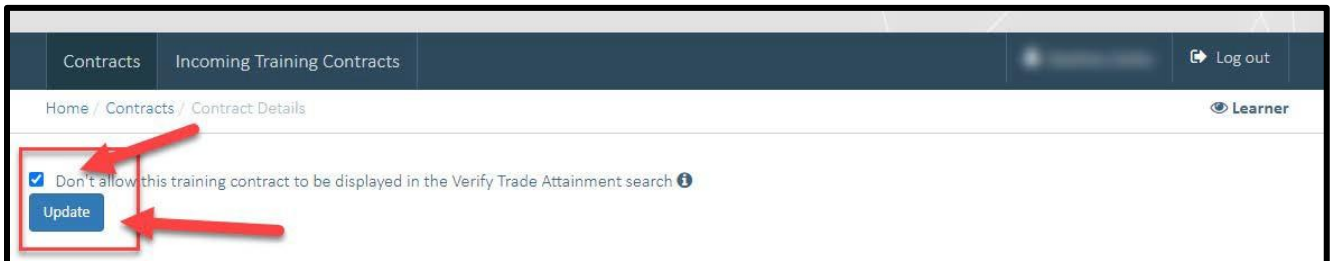 Contracts Incoming Training Contracts Log out
Home / Contracts / Contract Details Learner
Don't allow this training contract to be displayed in the Verify Trade Attainment search
Update